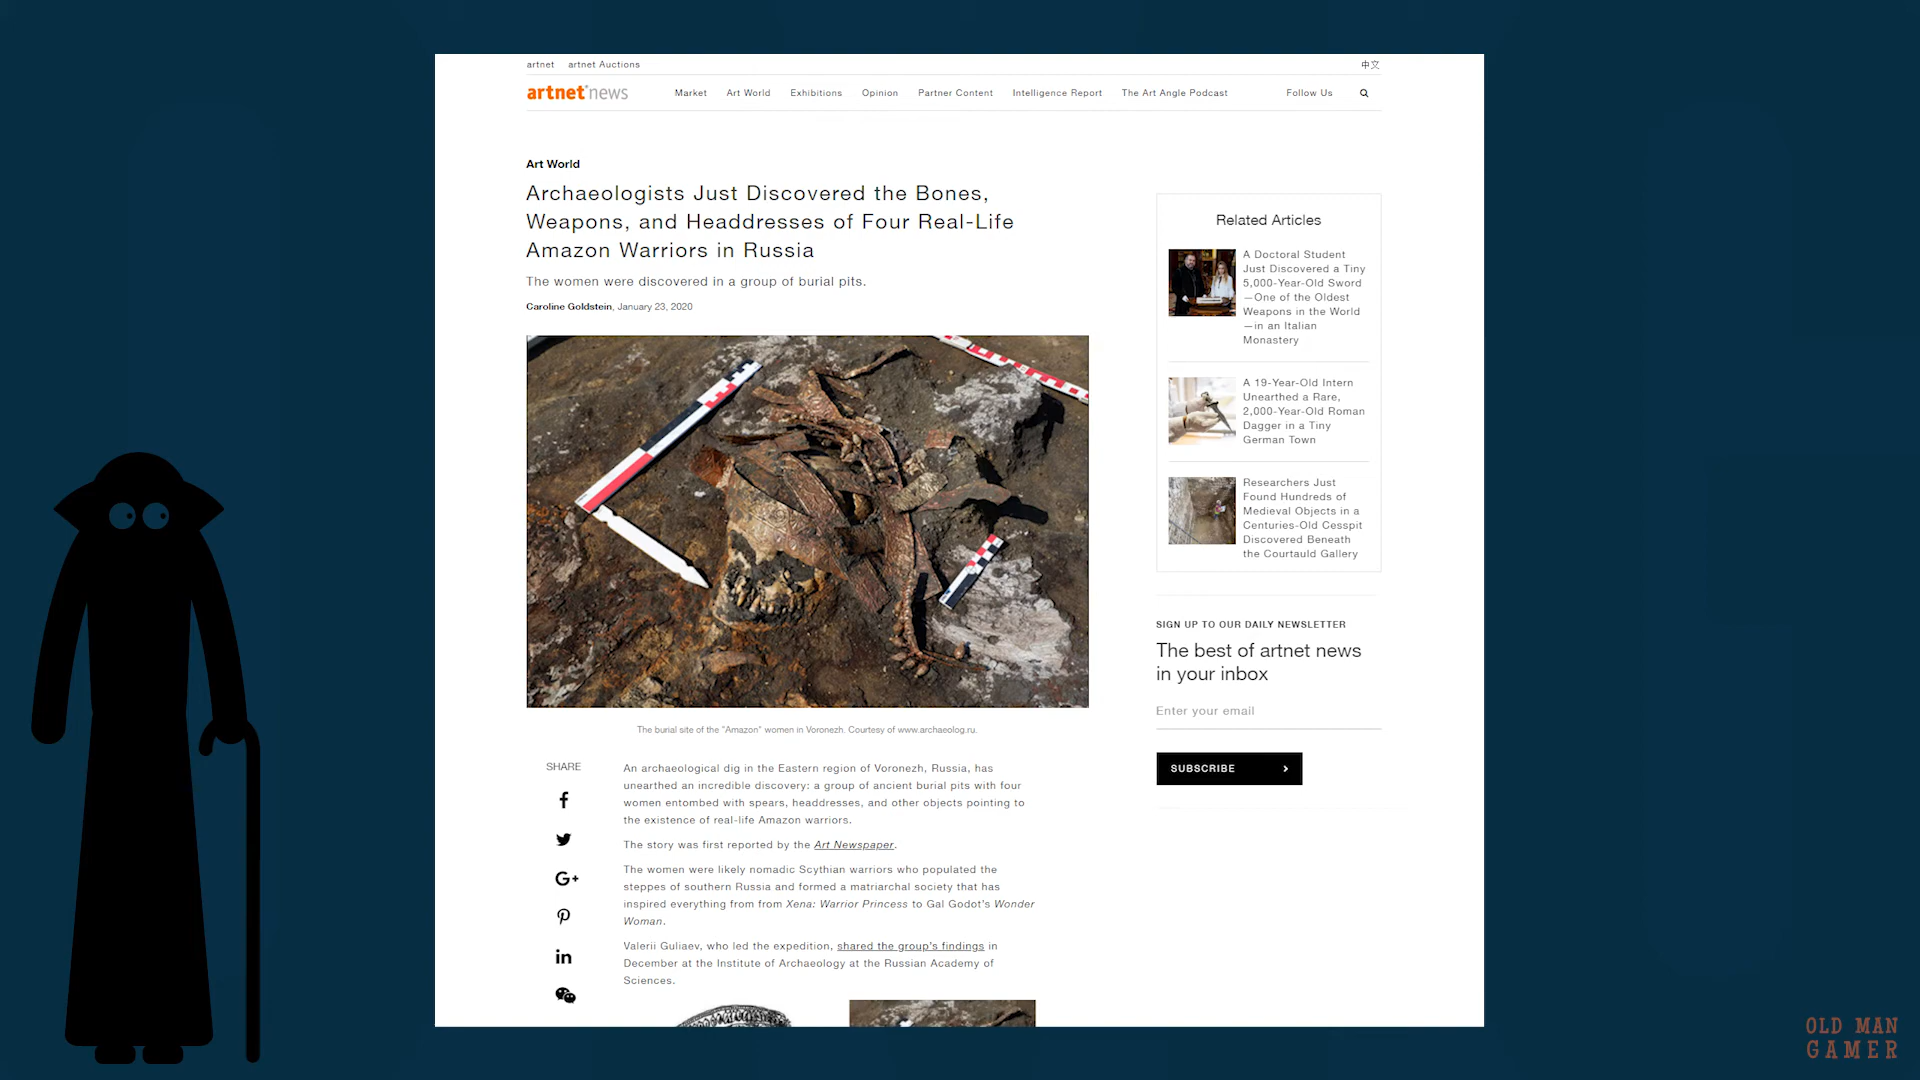 artnet artnet Auctions 中文
artnet news Market Art World Exhibitions Opinion Partner Content Intelligence Report The Art Angle Podcast Follow Us
Art World
Archaeologists Just Discovered the Bones,
Weapons, and Headdresses of Four Real-Life
Amazon Warriors in Russia
The women were discovered in a group of burial pits.
Caroline Goldstein, January 23, 2020
The burial site of the "Amazon" women in Voronezh. Courtesy of www.archaeolog.ru.
SHARE
An archaeological dig in the Eastern region of Voronezh, Russia, has
unearthed an incredible discovery: a group of ancient burial pits with four
women entombed with spears, headdresses, and other objects pointing to
the existence of real-life Amazon warriors.
The story was first reported by the Art Newspaper.
The women were likely nomadic Scythian warriors who populated the
steppes of southern Russia and formed a matriarchal society that has
inspired everything from from Xena: Warrior Princess to Gal Godot's Wonder
Woman.
Valerii Guliaev, who led the expedition, shared the group's findings in
December at the Institute of Archaeology at the Russian Academy of
Sciences.
Related Articles
A Doctoral Student
Just Discovered a Tiny
5,000-Year-Old Sword
—One of the Oldest
Weapons in the World
—in an Italian
Monastery
A 19-Year-Old Intern
Unearthed a Rare,
2,000-Year-Old Roman
Dagger in a Tiny
German Town
Researchers Just
Found Hundreds of
Medieval Objects in a
Centuries-Old Cesspit
Discovered Beneath
the Courtauld Gallery
SIGN UP TO OUR DAILY NEWSLETTER
The best of artnet news
in your inbox
Enter your email
SUBSCRIBE
OLD MAN
GAMER